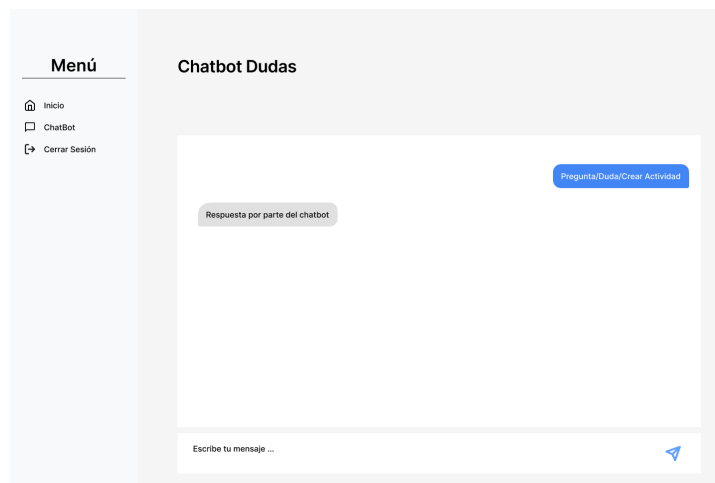 Menú
Inicio
ChatBot
Cerrar Sesión
Chatbot Dudas
Pregunta/Duda/Crear Actividad
Respuesta por parte del chatbot
Escribe tu mensaje ...